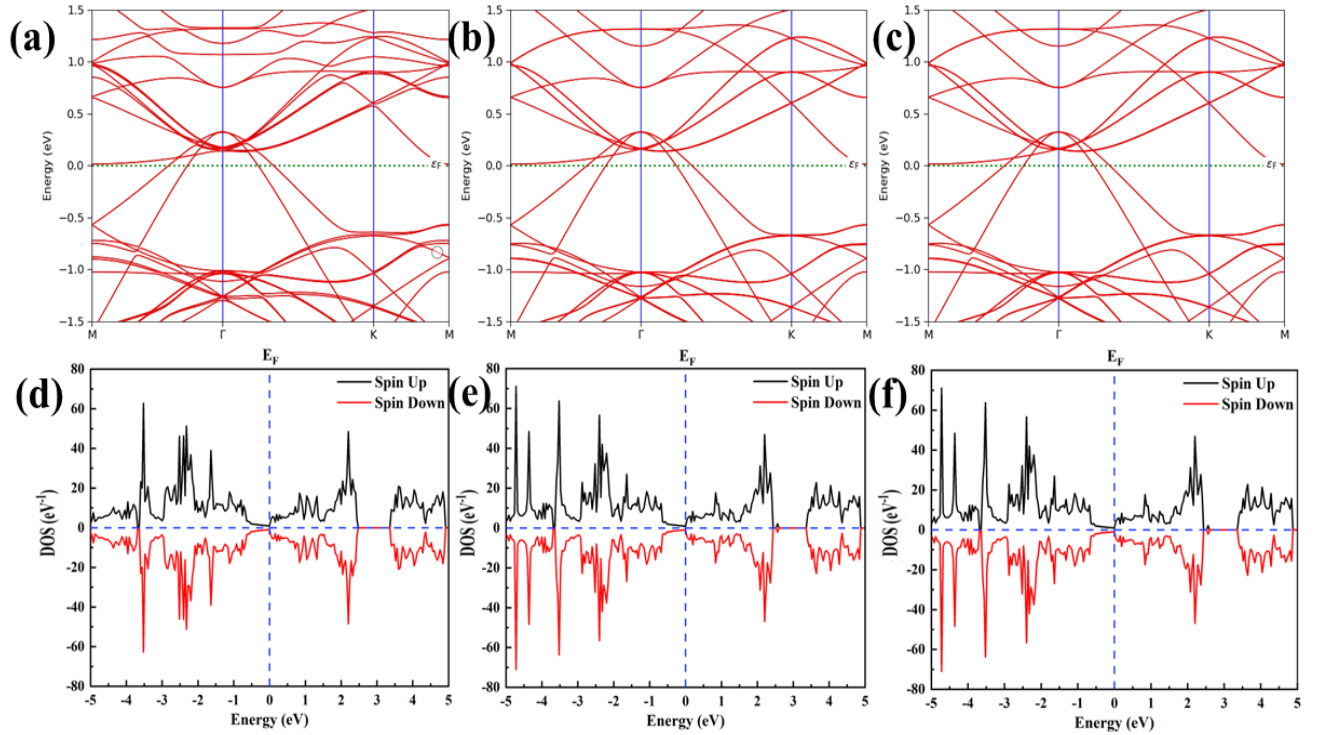 (a)
1.5
1.0
0.5
0.0
−0.5
−1.0
−1.5
Energy (eV)
εF
M Γ K M
(b)
1.5
1.0
0.5
0.0
−0.5
−1.0
−1.5
Energy (eV)
εF
M Γ K M
(c)
1.5
1.0
0.5
0.0
−0.5
−1.0
−1.5
Energy (eV)
εF
M Γ K M
(d)
EF
Spin Up
Spin Down
80
60
40
20
0
-20
-40
-60
-80
DOS (eV⁻¹)
-5 -4 -3 -2 -1 0 1 2 3 4 5
Energy (eV)
(e)
EF
Spin Up
Spin Down
80
60
40
20
0
-20
-40
-60
-80
DOS (eV⁻¹)
-5 -4 -3 -2 -1 0 1 2 3 4 5
Energy (eV)
(f)
EF
Spin Up
Spin Down
80
60
40
20
0
-20
-40
-60
-80
DOS (eV⁻¹)
-5 -4 -3 -2 -1 0 1 2 3 4 5
Energy (eV)